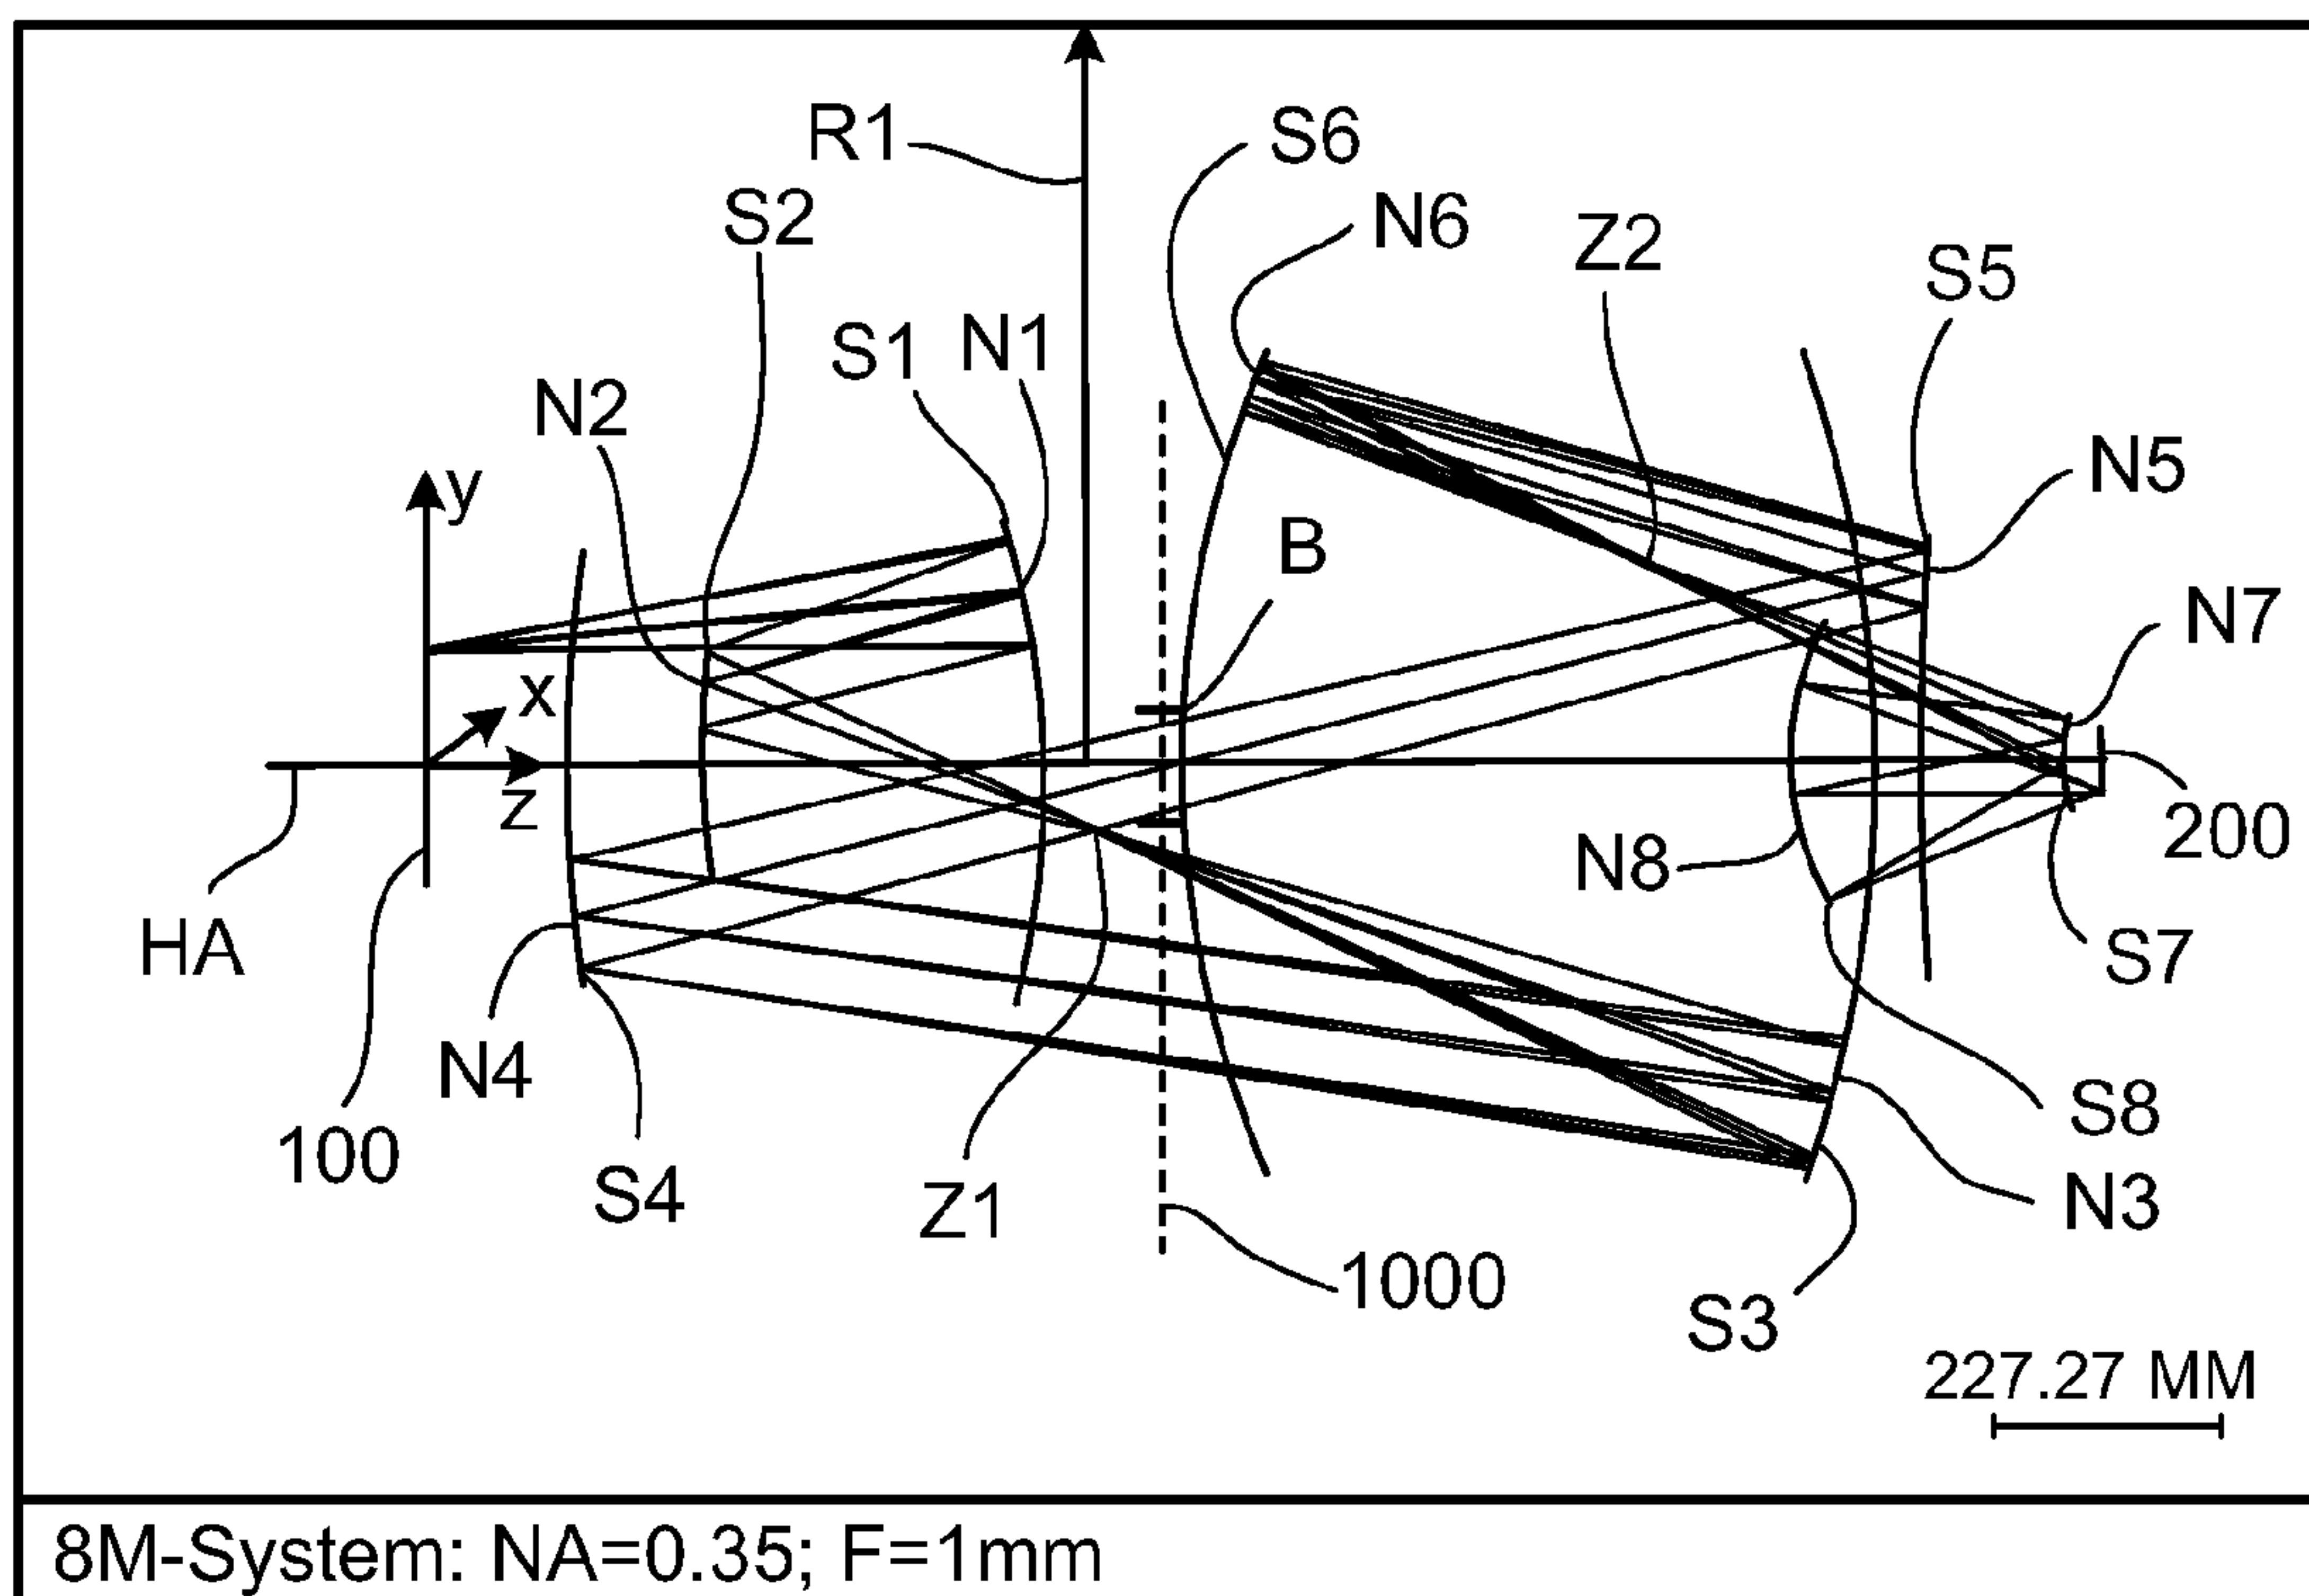 R1
S6
S2
N6
Z2
S5
S1
N1
N2
N5
y
B
N7
x
z
200
N8
HA
S7
N4
S8
100
S4
Z1
N3
1000
S3
227.27 MM
8M-System: NA=0.35; F=1mm